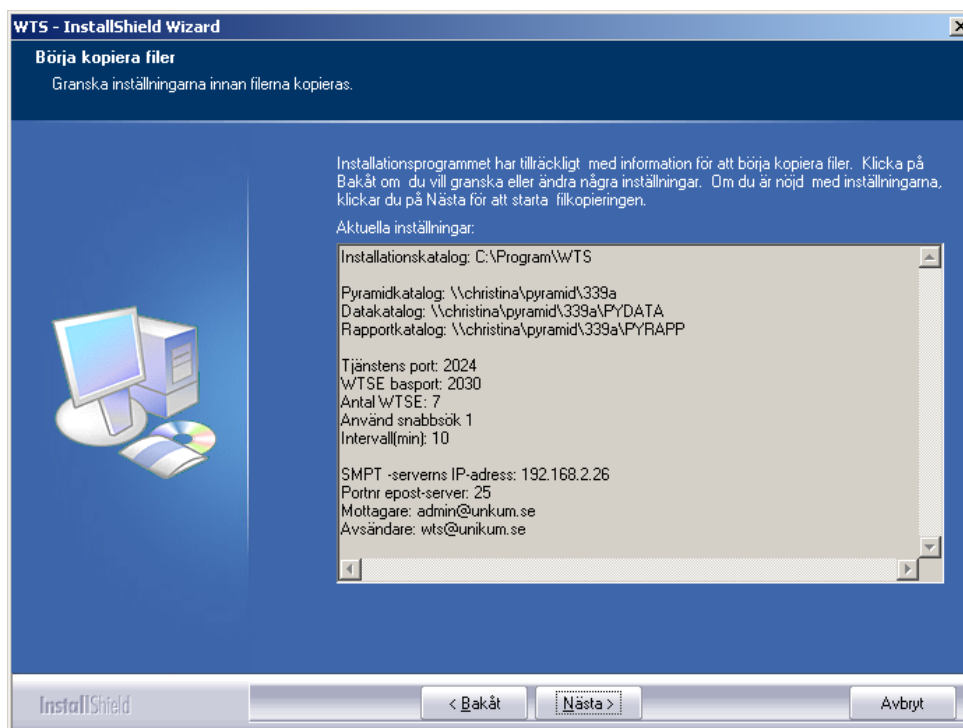 WTS - InstallShield Wizard
Börja kopiera filer
Granska inställningarna innan filerna kopieras.
Installationsprogrammet har tillräckligt med information för att börja kopiera filer. Klicka på
Bakåt om du vill granska eller ändra några inställningar. Om du är nöjd med inställningarna,
klickar du på Nästa för att starta filkopieringen.
Aktuella inställningar:
Installationskatalog: C:\Program\WTS
Pyramidkatalog: \\christina\pyramid\339a
Datakatalog: \\christina\pyramid\339a\PYDATA
Rapportkatalog: \\christina\pyramid\339a\PYRAPP
Tjänstens port: 2024
WTSE basport: 2030
Antal WTSE: 7
Använd snabbsök 1
Intervall(min): 10
SMPT -serverns IP-adress: 192.168.2.26
Portnr epost-server: 25
Mottagare: admin@unikum.se
Avsändare: wts@unikum.se
InstallShield
< Bakåt
Nästa >
Avbryt